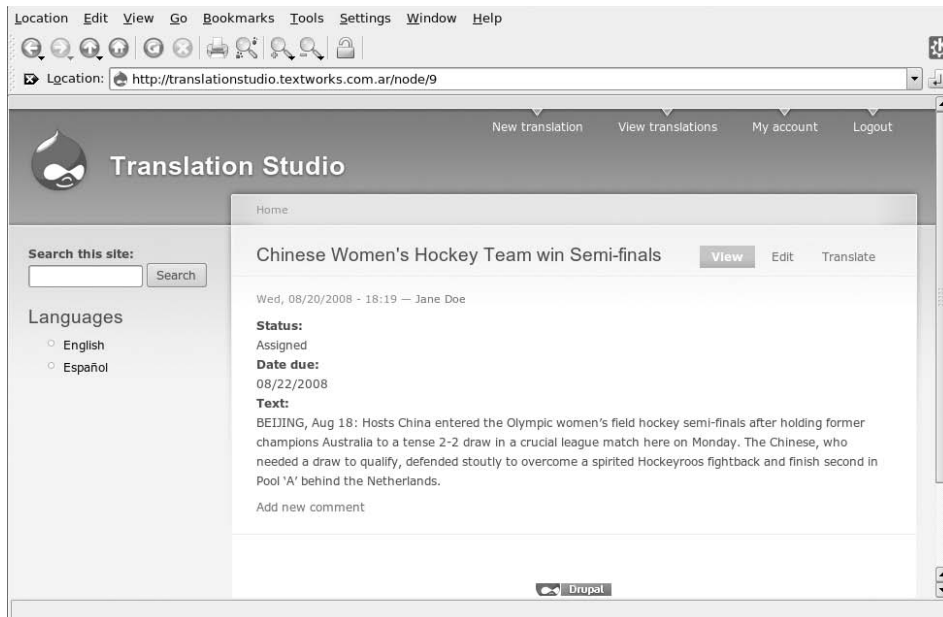 Location Edit View Go Bookmarks Tools Settings Window Help
Location: http://translationstudio.textworks.com.ar/node/9
New translation View translations My account Logout
Translation Studio
Home
Search this site:
Search
Languages
English
Español
Chinese Women's Hockey Team win Semi-finals
View Edit Translate
Wed, 08/20/2008 - 18:19 — Jane Doe
Status:
Assigned
Date due:
08/22/2008
Text:
BEIJING, Aug 18: Hosts China entered the Olympic women’s field hockey semi-finals after holding former
champions Australia to a tense 2-2 draw in a crucial league match here on Monday. The Chinese, who
needed a draw to qualify, defended stoutly to overcome a spirited Hockeyroos fightback and finish second in
Pool ‘A’ behind the Netherlands.
Add new comment
Drupal